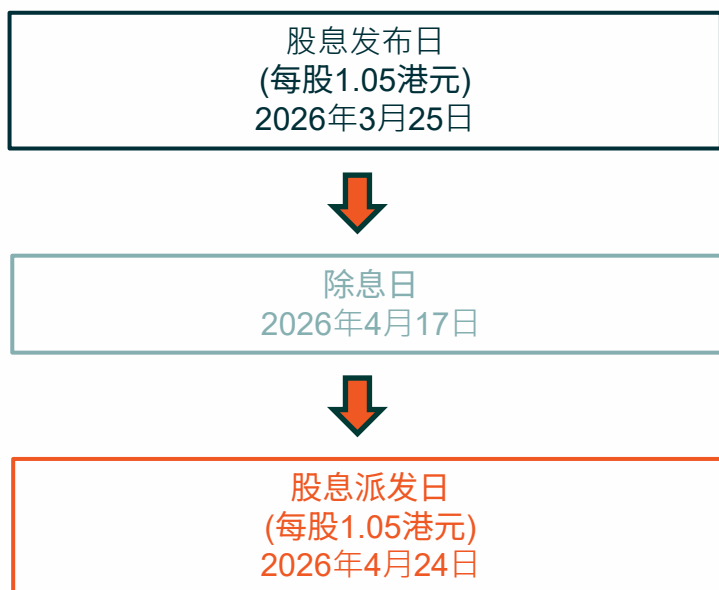 股息发布日
(每股1.05港元)
2026年3月25日
除息日
2026年4月17日
股息派发日
(每股1.05港元)
2026年4月24日